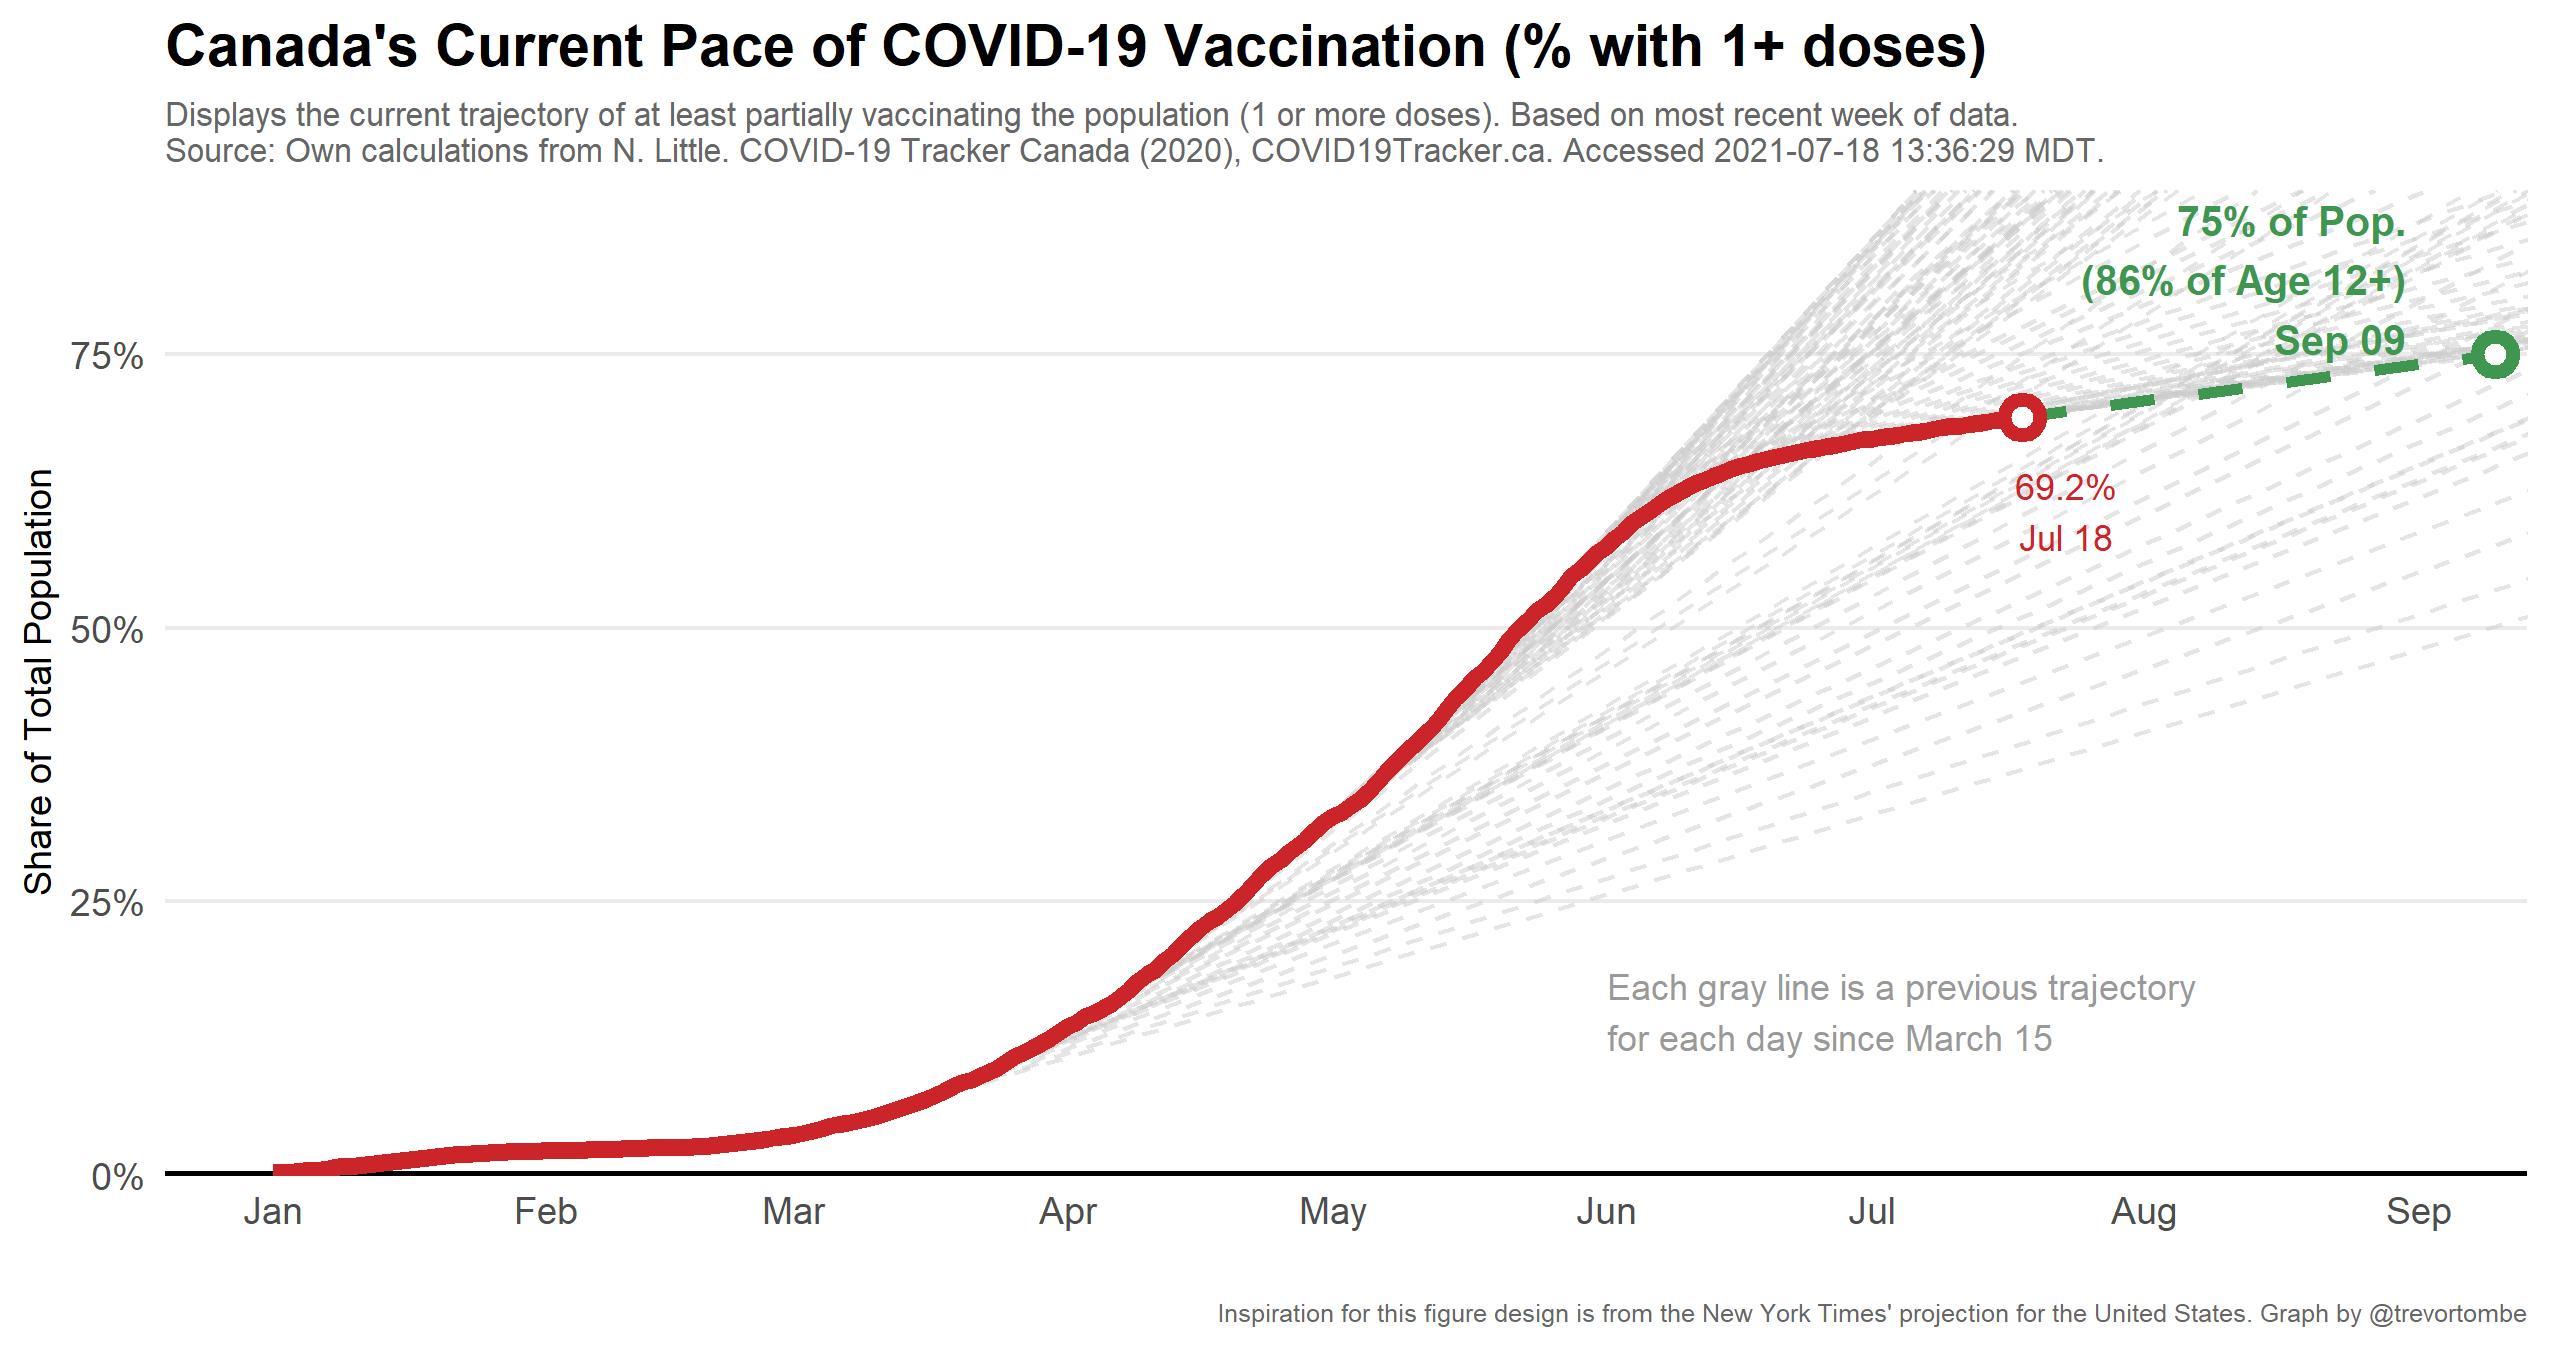 Canada's Current Pace of COVID-19 Vaccination (% with 1+ doses)
Displays the current trajectory of at least partially vaccinating the population (1 or more doses). Based on most recent week of data.
Source: Own calculations from N. Little. COVID-19 Tracker Canada (2020), COVID19Tracker.ca. Accessed 2021-07-18 13:36:29 MDT.
75% of Pop.
(86% of Age 12+)
Sep 09
75%
69.2%
Jul 18
Share of Total Population
50%
25%
Each gray line is a previous trajectory
for each day since March 15
0%
Jan Feb Mar Apr May Jun Jul Aug Sep
Inspiration for this figure design is from the New York Times' projection for the United States. Graph by @trevortombe